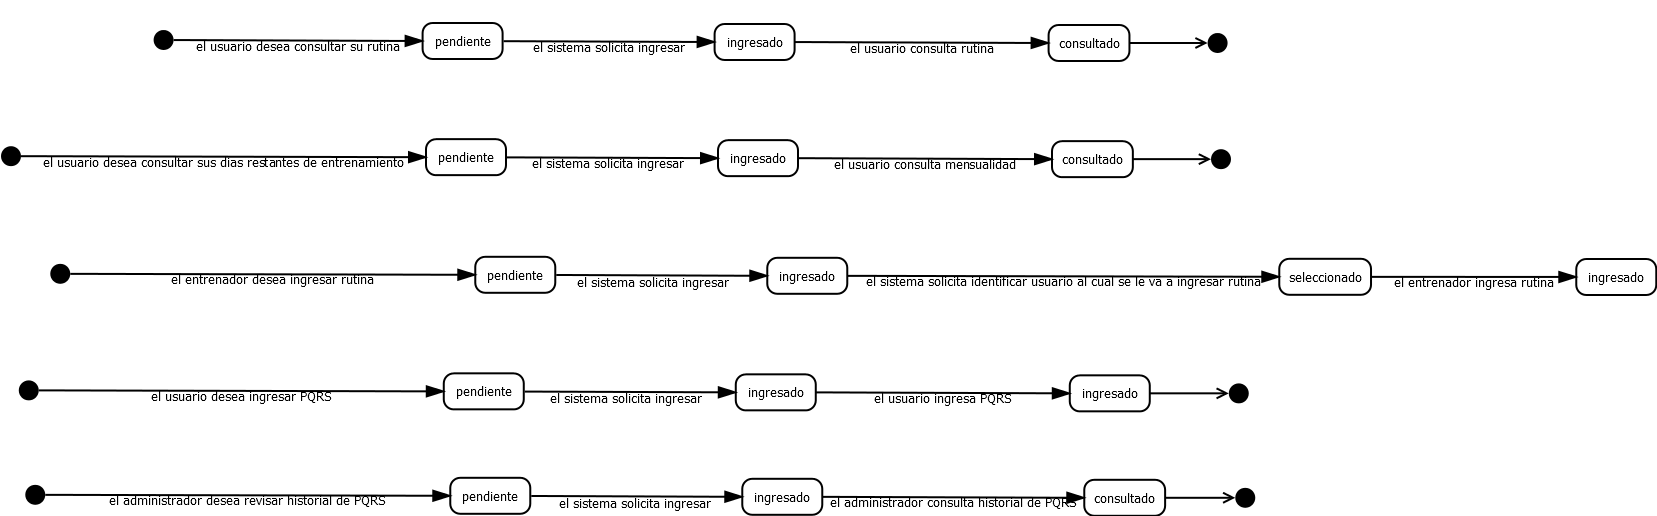 el usuario desea consultar su rutina
pendiente
el sistema solicita ingresar
ingresado
el usuario consulta rutina
consultado
el usuario desea consultar sus dias restantes de entrenamiento
pendiente
el sistema solicita ingresar
ingresado
el usuario consulta mensualidad
consultado
el entrenador desea ingresar rutina
pendiente
el sistema solicita ingresar
ingresado
el sistema solicita identificar usuario al cual se le va a ingresar rutina
seleccionado
el entrenador ingresa rutina
ingresado
el usuario desea ingresar PQRS
pendiente
el sistema solicita ingresar
ingresado
el usuario ingresa PQRS
ingresado
el administrador desea revisar historial de PQRS
pendiente
el sistema solicita ingresar
ingresado
el administrador consulta historial de PQRS
consultado